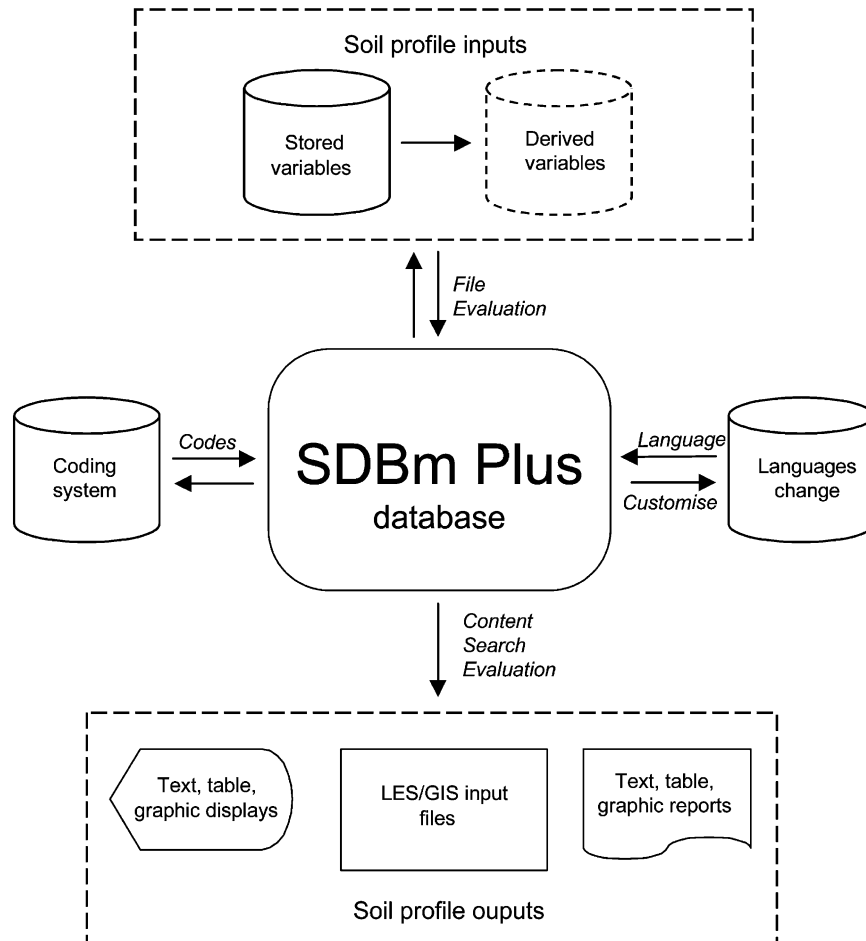 Soil profile inputs
Stored
variables
Derived
variables
File
Evaluation
Coding
system
Codes
SDBm Plus
database
Language
Customise
Languages
change
Content
Search
Evaluation
Text, table,
graphic displays
LES/GIS input
files
Text, table,
graphic reports
Soil profile ouputs